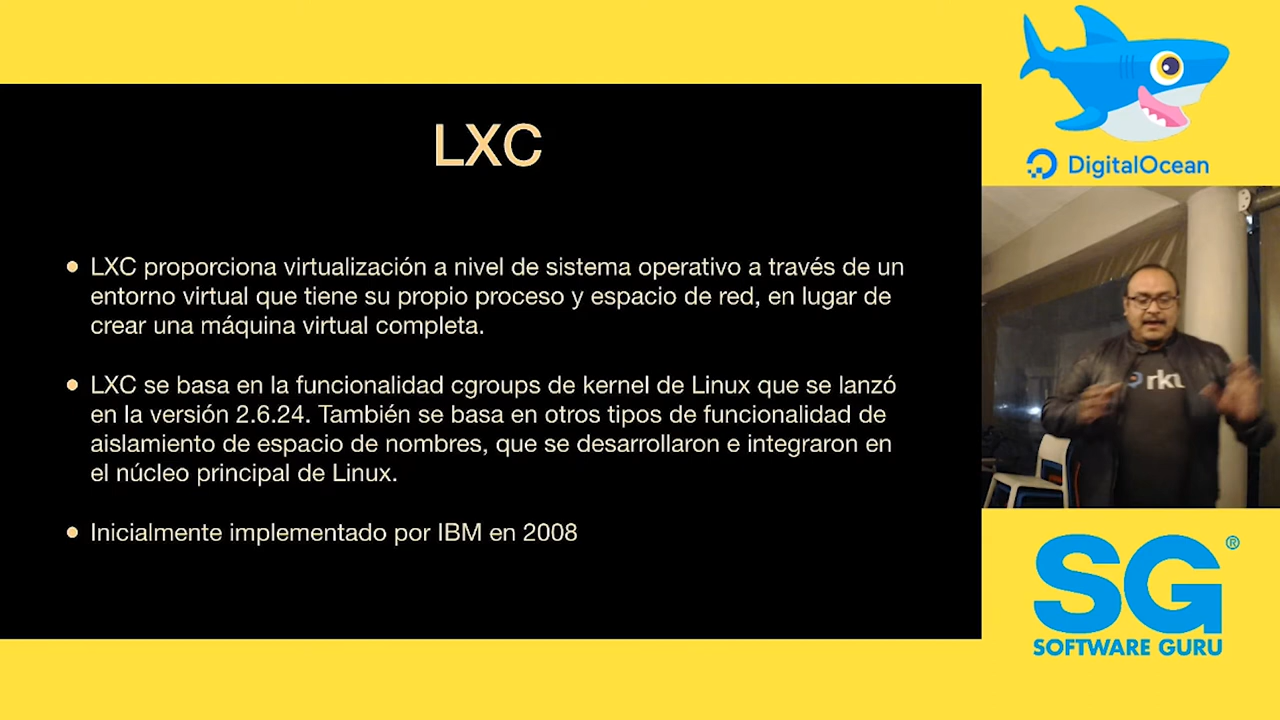 LXC
• LXC proporciona virtualización a nivel de sistema operativo a través de un
entorno virtual que tiene su propio proceso y espacio de red, en lugar de
crear una máquina virtual completa.
• LXC se basa en la funcionalidad cgroups de kernel de Linux que se lanzó
en la versión 2.6.24. También se basa en otros tipos de funcionalidad de
aislamiento de espacio de nombres, que se desarrollaron e integraron en
el núcleo principal de Linux.
• Inicialmente implementado por IBM en 2008
DigitalOcean
SG®
SOFTWARE GURU